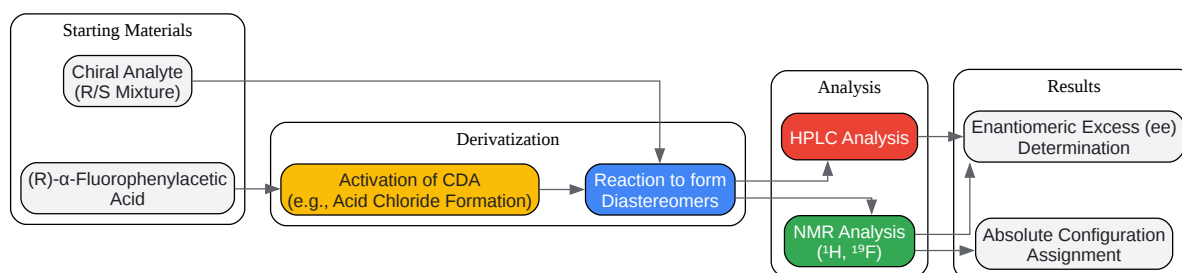 Starting Materials
Chiral Analyte
(R/S Mixture)
(R)-α-Fluorophenylacetic
Acid
Derivatization
Activation of CDA
(e.g., Acid Chloride Formation)
Reaction to form
Diastereomers
Analysis
HPLC Analysis
NMR Analysis
(¹H, ¹⁹F)
Results
Enantiomeric Excess (ee)
Determination
Absolute Configuration
Assignment